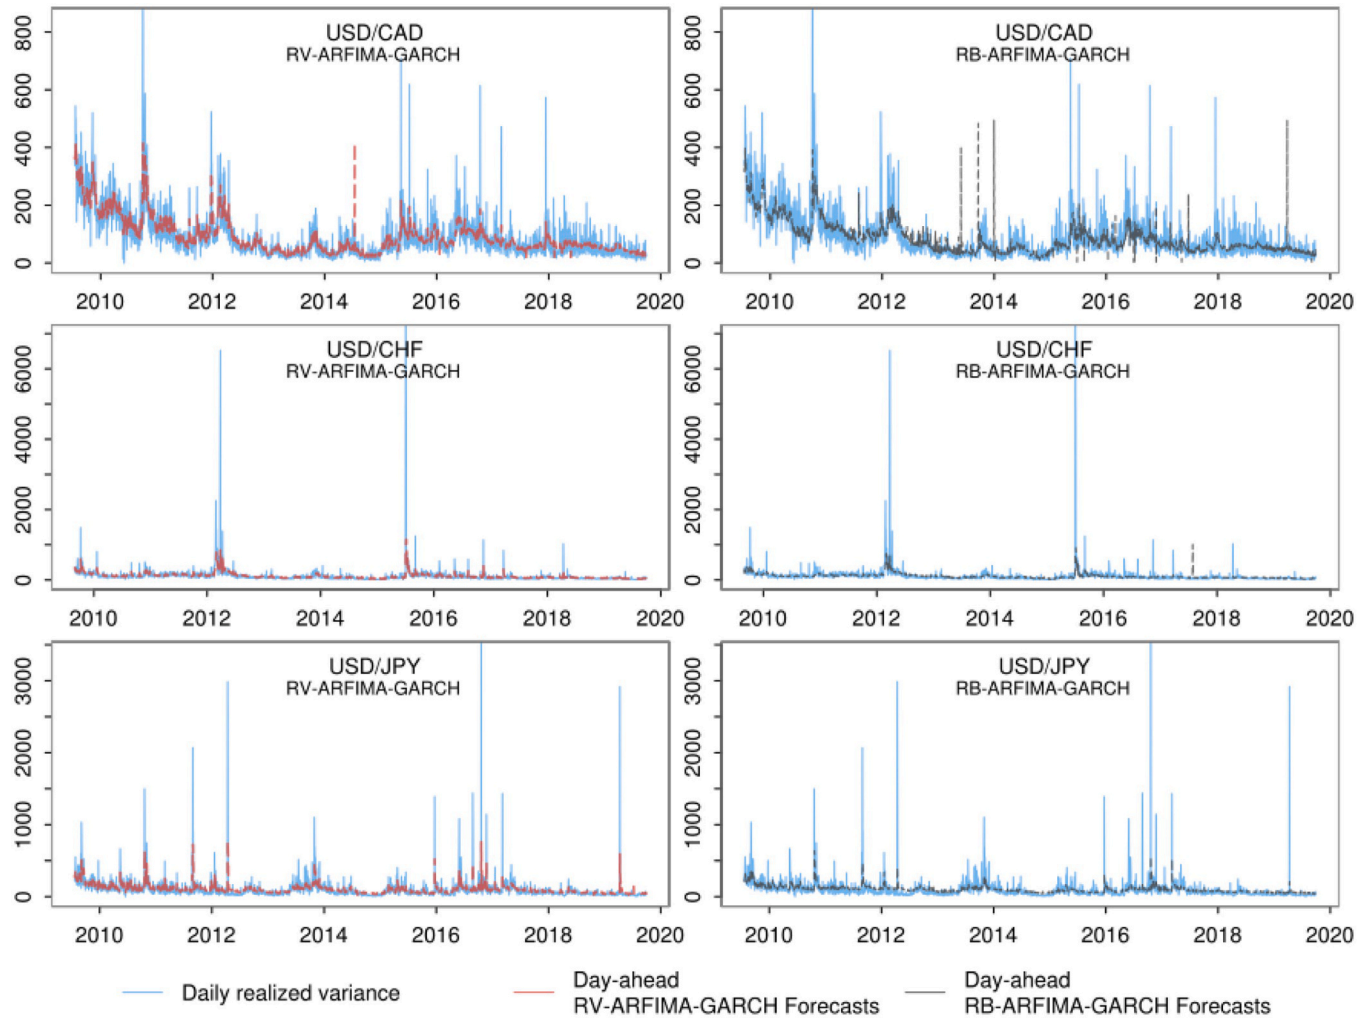 USD/CAD
RV-ARFIMA-GARCH
0 200 400 600 800
2010 2012 2014 2016 2018 2020
USD/CAD
RB-ARFIMA-GARCH
0 200 400 600 800
2010 2012 2014 2016 2018 2020
USD/CHF
RV-ARFIMA-GARCH
0 2000 4000 6000
2010 2012 2014 2016 2018 2020
USD/CHF
RB-ARFIMA-GARCH
0 2000 4000 6000
2010 2012 2014 2016 2018 2020
USD/JPY
RV-ARFIMA-GARCH
0 1000 2000 3000
2010 2012 2014 2016 2018 2020
USD/JPY
RB-ARFIMA-GARCH
0 1000 2000 3000
2010 2012 2014 2016 2018 2020
Daily realized variance
Day-ahead
RV-ARFIMA-GARCH Forecasts
Day-ahead
RB-ARFIMA-GARCH Forecasts